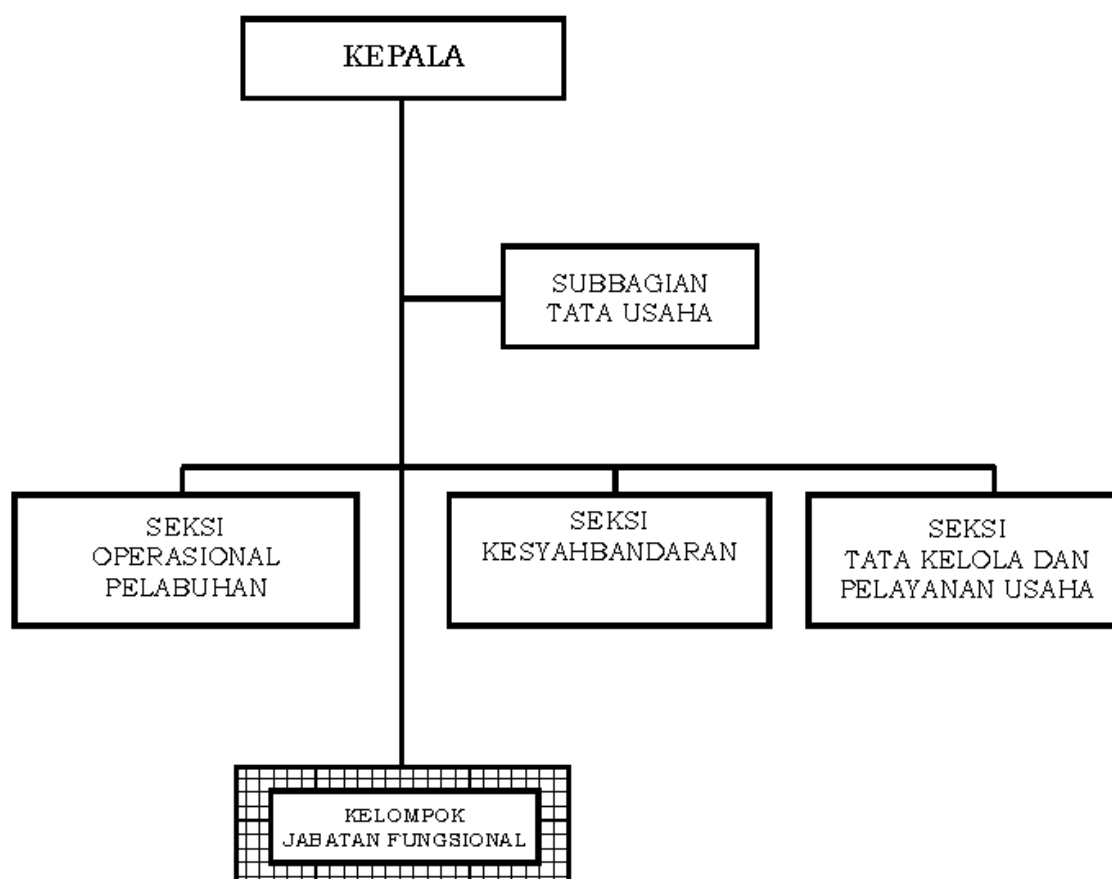 KEPALA
SUBBAGIAN
TATA USAHA
SEKSI
OPERASIONAL
PELABUHAN
SEKSI
KESYAHBANDARAN
SEKSI
TATA KELOLA DAN
PELAYANAN USAHA
KELOMPOK
JABATAN FUNGSIONAL